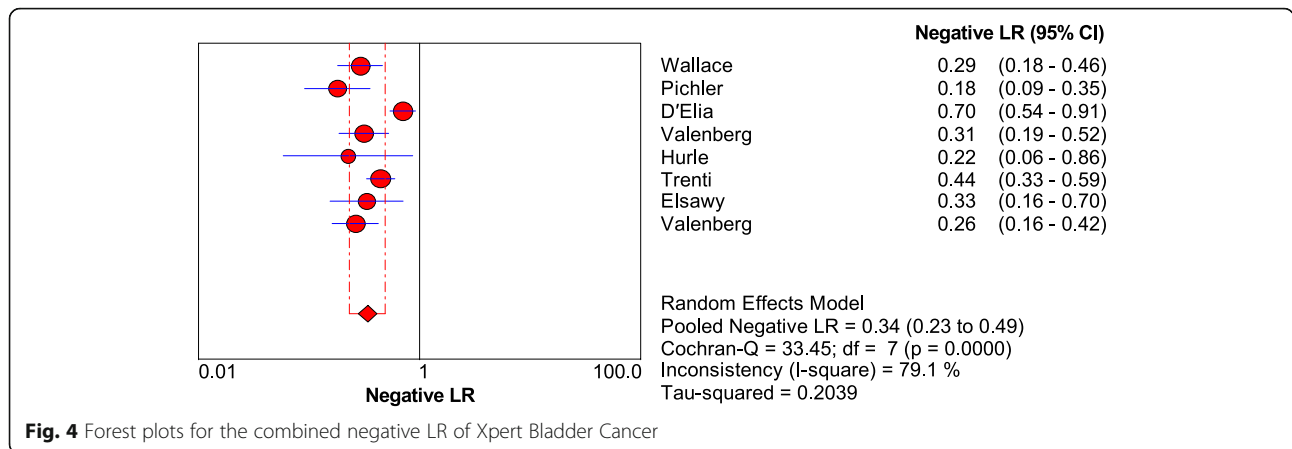 Negative LR (95% CI)
Wallace 0.29 (0.18 - 0.46)
Pichler 0.18 (0.09 - 0.35)
D'Elia 0.70 (0.54 - 0.91)
Valenberg 0.31 (0.19 - 0.52)
Hurle 0.22 (0.06 - 0.86)
Trenti 0.44 (0.33 - 0.59)
Elsawy 0.33 (0.16 - 0.70)
Valenberg 0.26 (0.16 - 0.42)
Random Effects Model
Pooled Negative LR = 0.34 (0.23 to 0.49)
Cochran-Q = 33.45; df = 7 (p = 0.0000)
Inconsistency (I-square) = 79.1 %
Tau-squared = 0.2039
0.01 1 100.0
Negative LR
Fig. 4 Forest plots for the combined negative LR of Xpert Bladder Cancer